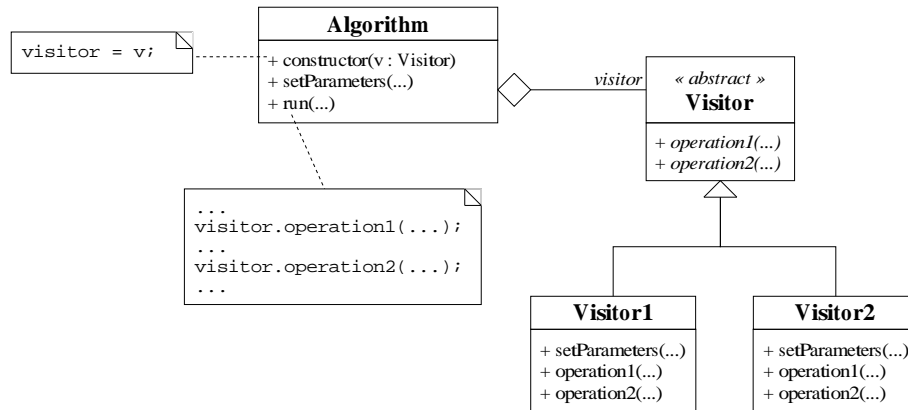 Algorithm
visitor = v;
+ constructor(v : Visitor)
+ setParameters(...)
+ run(...)
visitor
« abstract »
Visitor
+ operation1(...)
+ operation2(...)
...
visitor.operation1(...);
...
visitor.operation2(...);
...
Visitor1
+ setParameters(...)
+ operation1(...)
+ operation2(...)
Visitor2
+ setParameters(...)
+ operation1(...)
+ operation2(...)